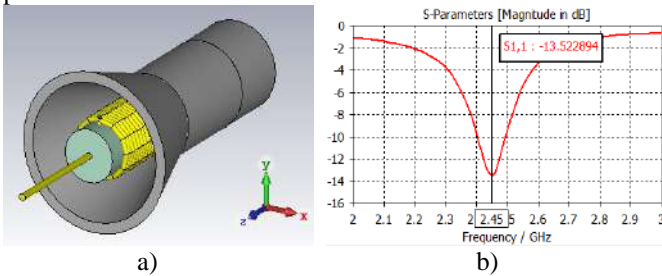 S-Parameters [Magnitude in dB]
0
-2
-4
-6
-8
-10
-12
-14
-16
S1,1 : -13.522894
2 2.1 2.2 2.3 2.45 2.6 2.7 2.8 2.9
Frequency / GHz
y
x
z
a) b)